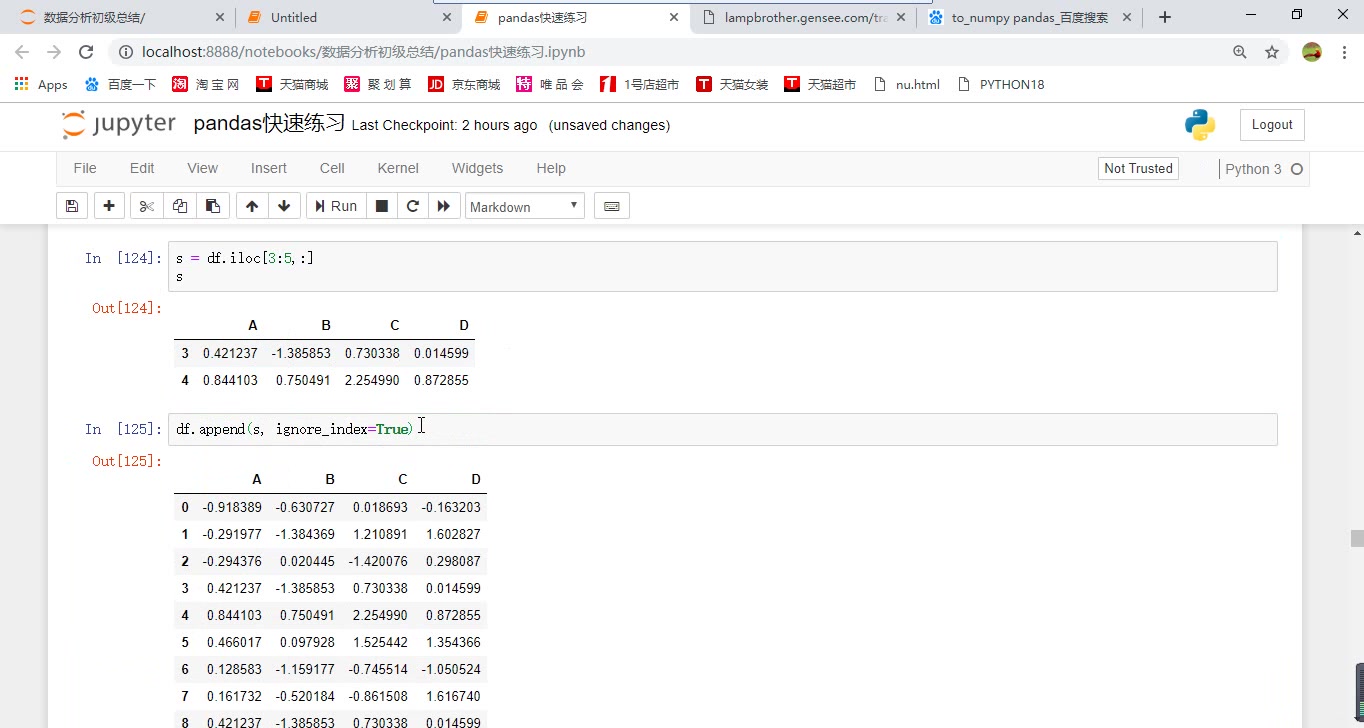 数据分析初级总结/
Untitled
pandas快速练习
lampbrother.gensee.com/tra
to_numpy pandas_百度搜索
localhost:8888/notebooks/数据分析初级总结/pandas快速练习.ipynb
Apps 百度一下 淘 淘 宝 网 T 天猫商城 聚 聚 划 算 JD 京东商城 特 唯 品 会 1 1号店超市 T 天猫女装 T 天猫超市 nu.html PYTHON18
jupyter pandas快速练习 Last Checkpoint: 2 hours ago (unsaved changes) Logout
File Edit View Insert Cell Kernel Widgets Help Not Trusted Python 3
Run Markdown
In [124]: s = df.iloc[3:5,:]
s
Out[124]:
A B C D
3 0.421237 -1.385853 0.730338 0.014599
4 0.844103 0.750491 2.254990 0.872855
In [125]: df.append(s, ignore_index=True)
Out[125]:
A B C D
0 -0.918389 -0.630727 0.018693 -0.163203
1 -0.291977 -1.384369 1.210891 1.602827
2 -0.294376 0.020445 -1.420076 0.298087
3 0.421237 -1.385853 0.730338 0.014599
4 0.844103 0.750491 2.254990 0.872855
5 0.466017 0.097928 1.525442 1.354366
6 0.128583 -1.159177 -0.745514 -1.050524
7 0.161732 -0.520184 -0.861508 1.616740
8 0.421237 -1.385853 0.730338 0.014599